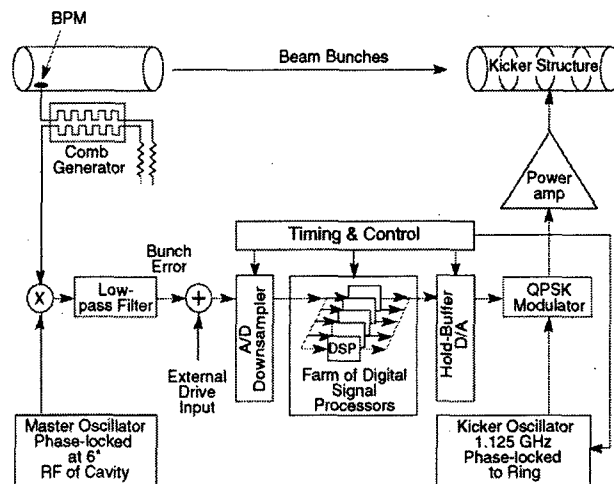 BPM
Beam Bunches
Kicker Structure
Comb
Generator
Power
amp
Timing & Control
Bunch
Error
X
Low-
pass Filter
+
A/D
Downsampler
DSP
Hold-Buffer
D/A
QPSK
Modulator
External
Drive
Input
Farm of Digital
Signal
Processors
Master Oscillator
Phase-locked
at 6*
RF of Cavity
Kicker Oscillator
1.125 GHz
Phase-locked
to Ring